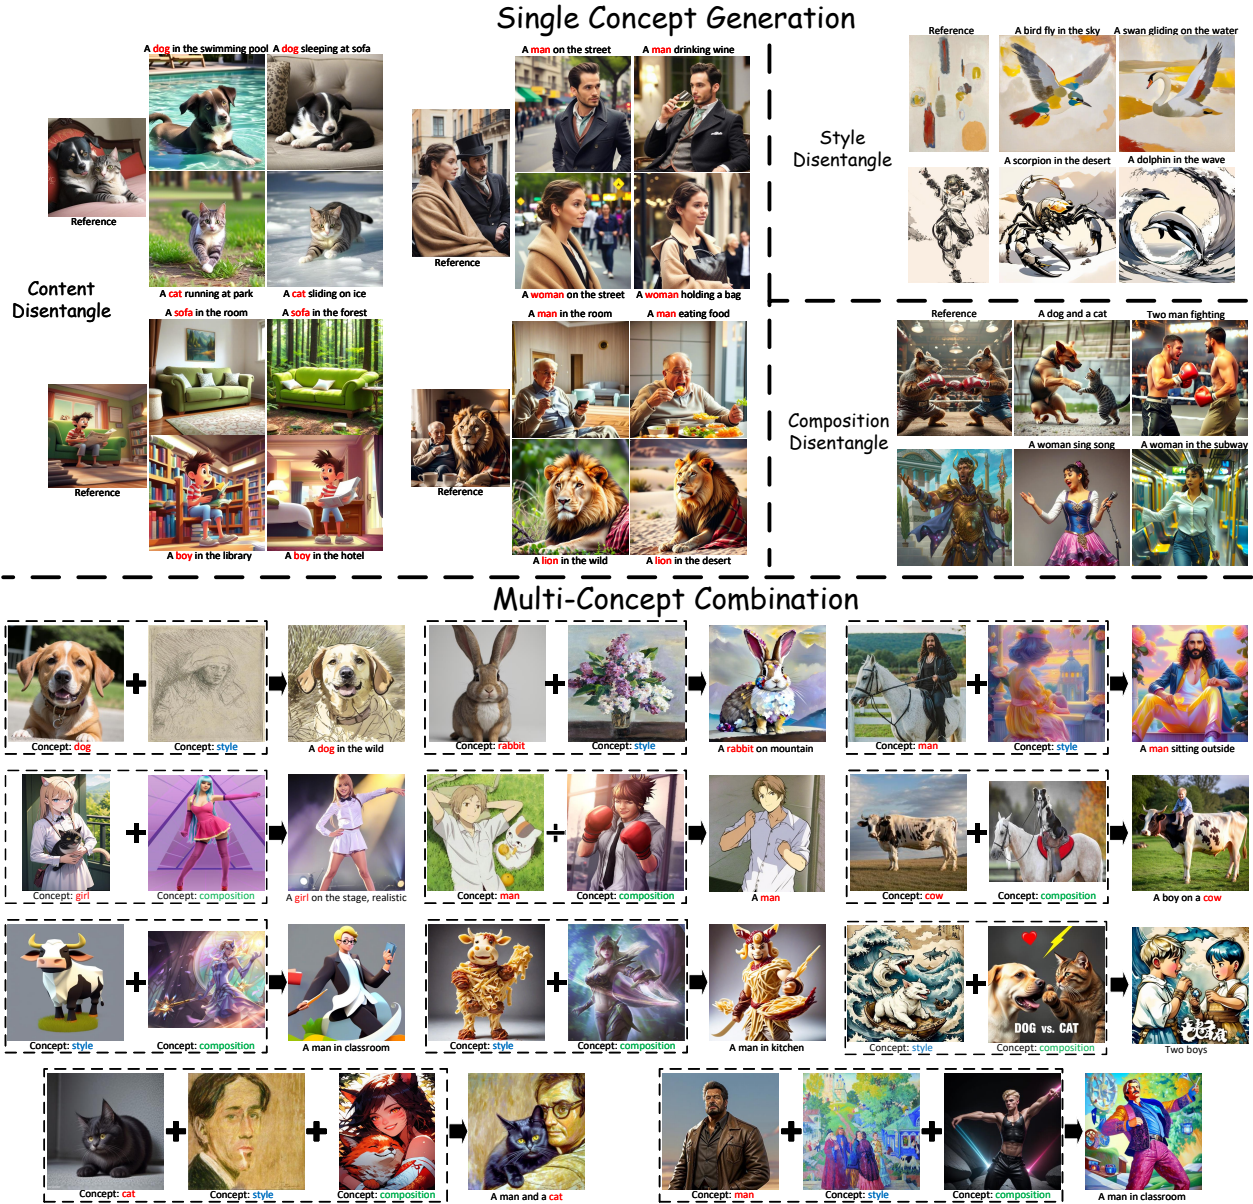 Single Concept Generation
Content
Disentangle
A dog in the swimming pool
A dog sleeping at sofa
Reference
A cat running at park
A cat sliding on ice
A man on the street
A man drinking wine
Reference
A woman on the street
A woman holding a bag
A sofa in the room
A sofa in the forest
Reference
A boy in the library
A boy in the hotel
A man in the room
A man eating food
Reference
A lion in the wild
A lion in the desert
Style
Disentangle
Reference
A bird fly in the sky
A swan gliding on the water
A scorpion in the desert
A dolphin in the wave
Composition
Disentangle
Reference
A dog and a cat
Two man fighting
A woman sing song
A woman in the subway
Multi-Concept Combination
Concept: dog
+
Concept: style
A dog in the wild
Concept: rabbit
+
Concept: style
A rabbit on mountain
Concept: man
+
Concept: style
A man sitting outside
Concept: girl
+
Concept: composition
A girl on the stage, realistic
Concept: man
÷
Concept: composition
A man
Concept: cow
+
Concept: composition
A boy on a cow
Concept: style
+
Concept: composition
A man in classroom
Concept: style
+
Concept: composition
A man in kitchen
Concept: style
+
DOG vs. CAT
Concept: composition
Two boys
Concept: cat
+
Concept: style
+
Concept: composition
A man and a cat
Concept: man
+
Concept: style
+
Concept: composition
A man in classroom